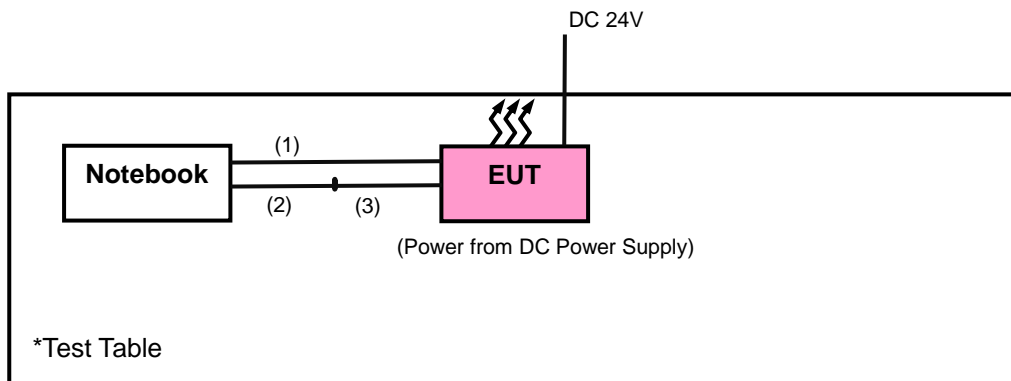 DC 24V
(1)
Notebook
EUT
(2)
(3)
(Power from DC Power Supply)
*Test Table